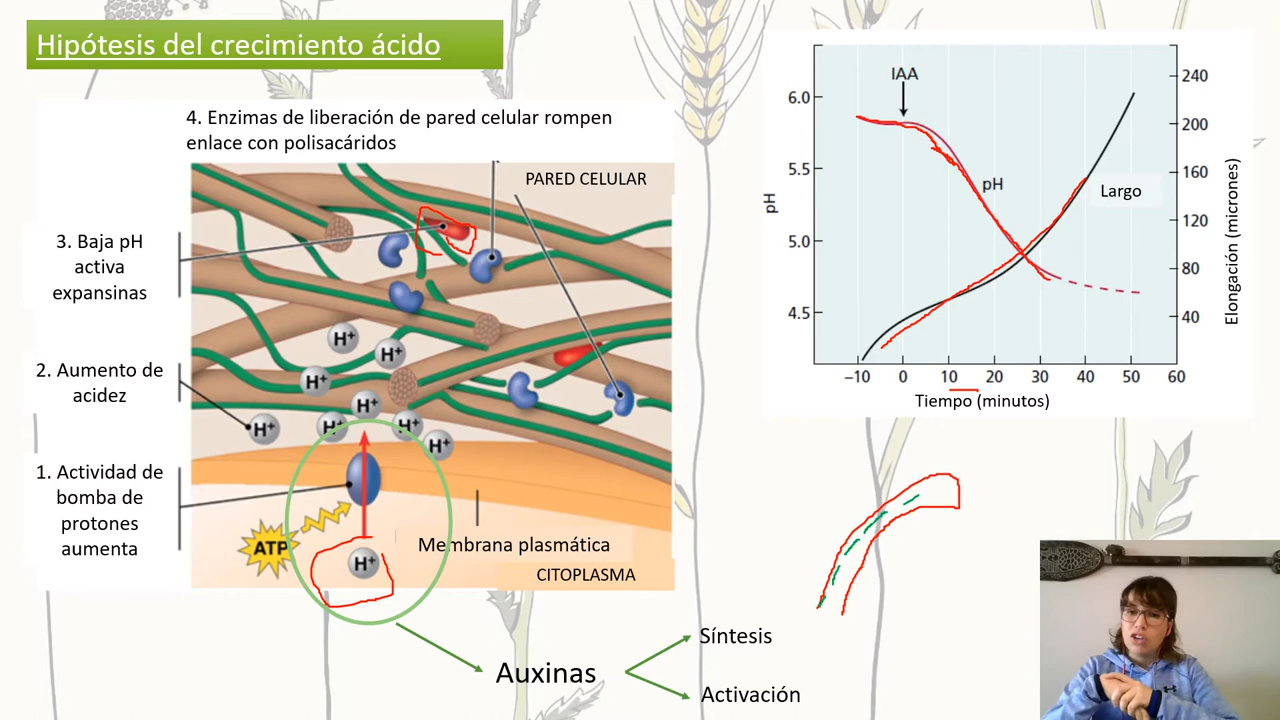 Hipótesis del crecimiento ácido
4. Enzimas de liberación de pared celular rompen
enlace con polisacáridos
PARED CELULAR
3. Baja pH
activa
expansinas
2. Aumento de
acidez
1. Actividad de
bomba de
protones
aumenta
H+
H+
H+
H+
H+
H+
H+
H+
ATP
H+
Membrana plasmática
CITOPLASMA
Auxinas
Síntesis
Activación
IAA
pH
6.0
5.5
5.0
4.5
pH
Largo
240
200
160
120
80
40
Elongación (micrones)
-10 0 10 20 30 40 50 60
Tiempo (minutos)